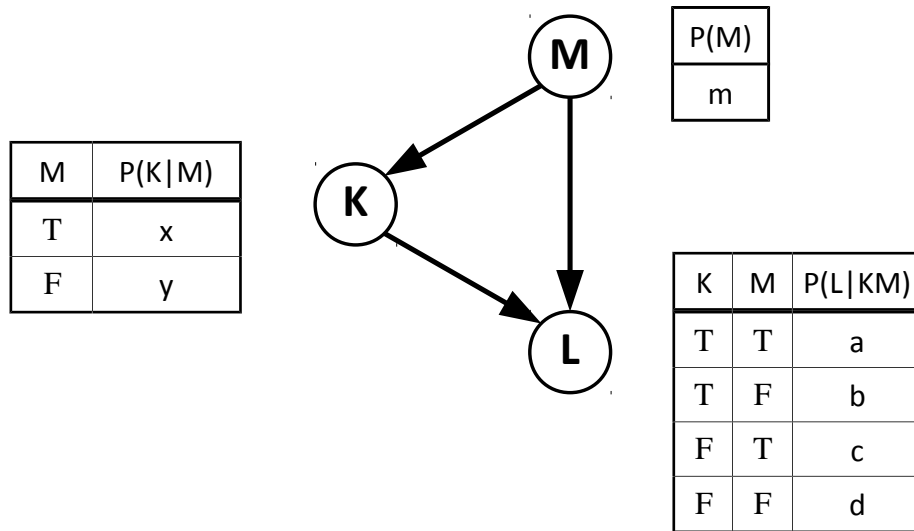 M
P(M)
m
M P(K|M)
T x
F y
K
L
K M P(L|KM)
T T a
T F b
F T c
F F d